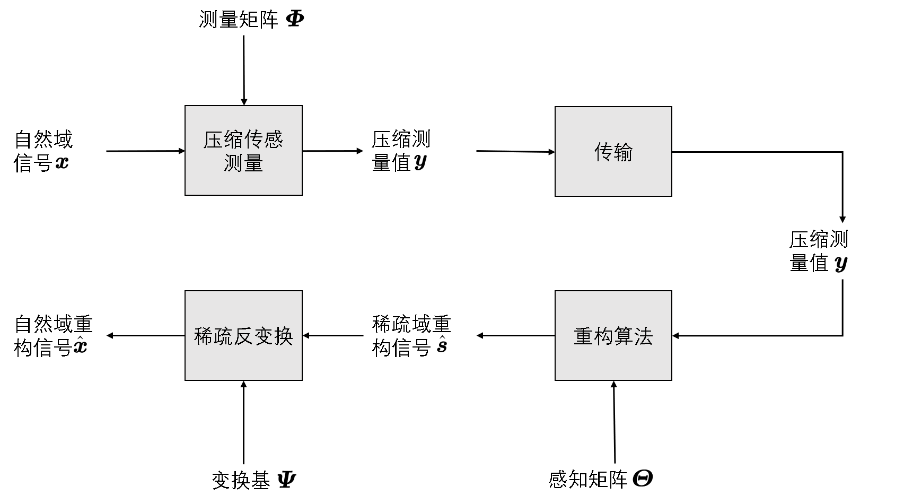 测量矩阵 Φ
自然域
信号 x
压缩传感
测量
压缩测
量值 y
传输
压缩测
量值 y
自然域重
构信号 x̂
稀疏反变换
稀疏域重
构信号 ŝ
重构算法
变换基 Ψ
感知矩阵 Θ